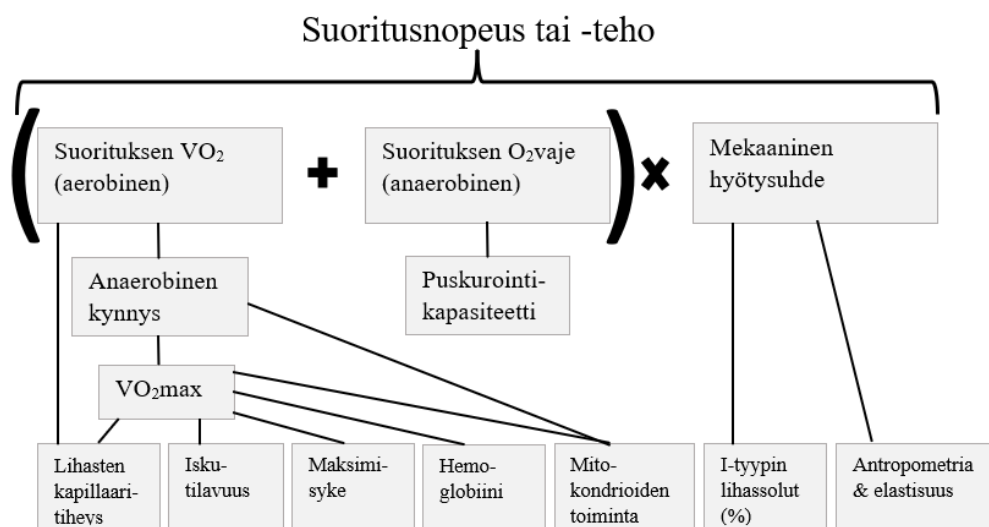 Suoritusnopeus tai -teho
Suorituksen VO₂
(aerobinen)
+
Suorituksen O₂vaje
(anaerobinen)
×
Mekaaninen
hyötysuhde
Anaerobinen
kynnys
Puskurointi-
kapasiteetti
VO₂max
Lihasten
kapillaari-
tiheys
Isku-
tilavuus
Maksimi-
syke
Hemo-
globiini
Mito-
kondrioiden
toiminta
I-tyypin
lihassolut
(%)
Antropometria
& elastisuus